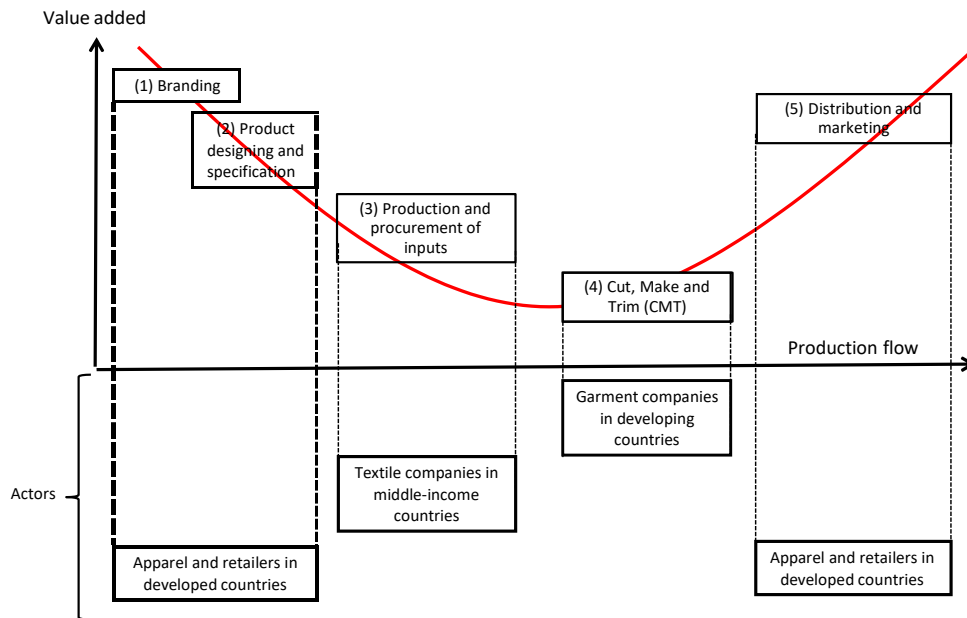 Value added
(1) Branding
(2) Product
designing and
specification
(3) Production and
procurement of
inputs
(4) Cut, Make and
Trim (CMT)
(5) Distribution and
marketing
Production flow
Actors
Garment companies
in developing
countries
Textile companies in
middle-income
countries
Apparel and retailers in
developed countries
Apparel and retailers in
developed countries